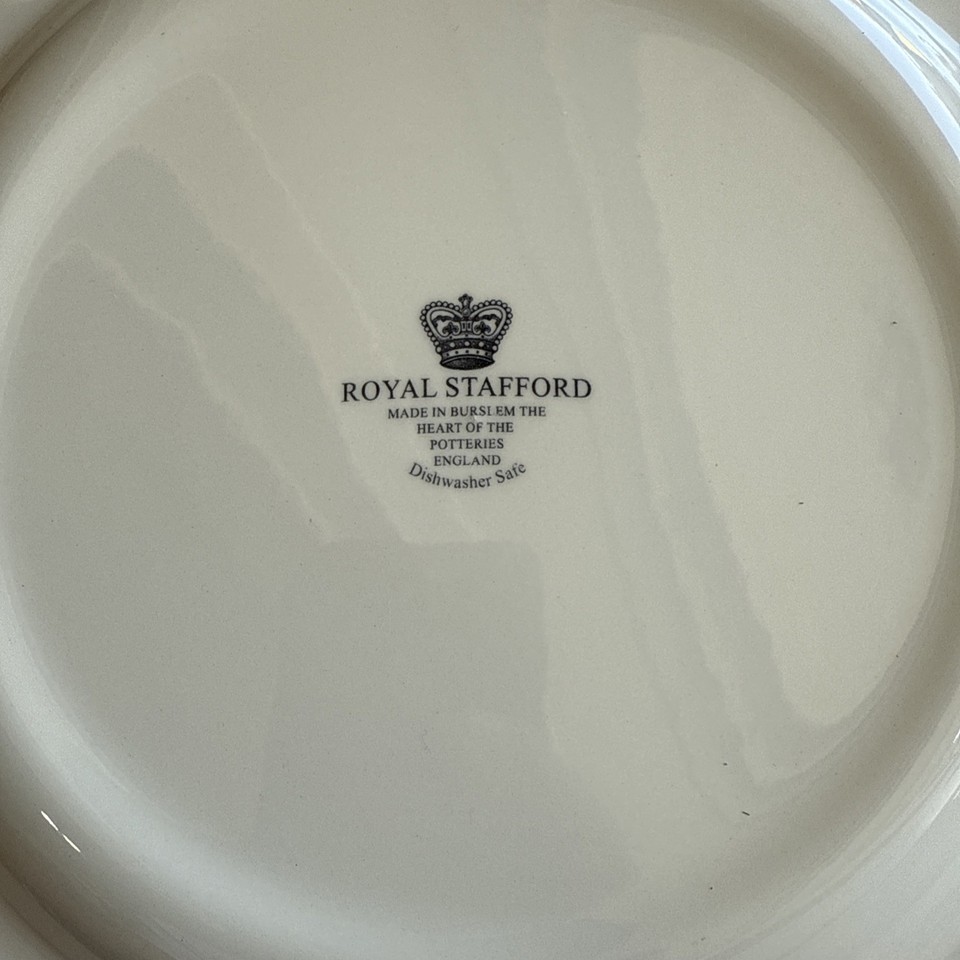 ROYAL STAFFORD
MADE IN BURSLEM THE
HEART OF THE
POTTERIES
ENGLAND
Dishwasher Safe